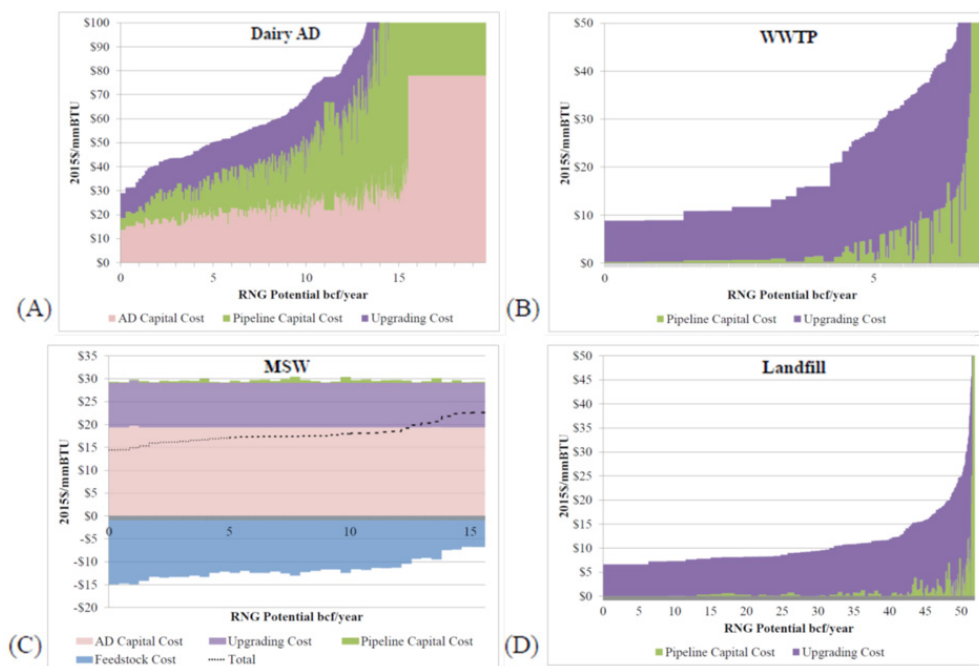 Dairy AD
$100
$90
$80
$70
$60
$50
$40
$30
$20
$10
$0
2015$/mmBTU
0 5 10 15
RNG Potential bcf/year
AD Capital Cost Pipeline Capital Cost Upgrading Cost
(A)
WWTP
$50
$40
$30
$20
$10
$0
2015$/mmBTU
0 5
RNG Potential bcf/year
Pipeline Capital Cost Upgrading Cost
(B)
MSW
$35
$30
$25
$20
$15
$10
$5
$0
-$5
-$10
-$15
-$20
2015$/mmBTU
0 5 10 15
RNG Potential bcf/year
AD Capital Cost Upgrading Cost Pipeline Capital Cost
Feedstock Cost Total
(C)
Landfill
$50
$45
$40
$35
$30
$25
$20
$15
$10
$5
$0
2015$/mmBTU
0 5 10 15 20 25 30 35 40 45 50
RNG Potential bcf/year
Pipeline Capital Cost Upgrading Cost
(D)